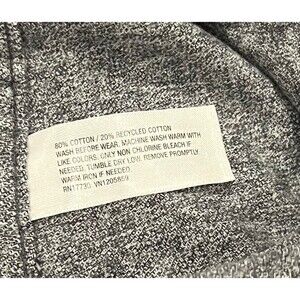 80% COTTON / 20% RECYCLED COTTON
WASH BEFORE WEAR. MACHINE WASH WARM WITH
LIKE COLORS. ONLY NON CHLORINE BLEACH IF
NEEDED. TUMBLE DRY LOW. REMOVE PROMPTLY
WARM IRON IF NEEDED.
RN17730 VN1205869